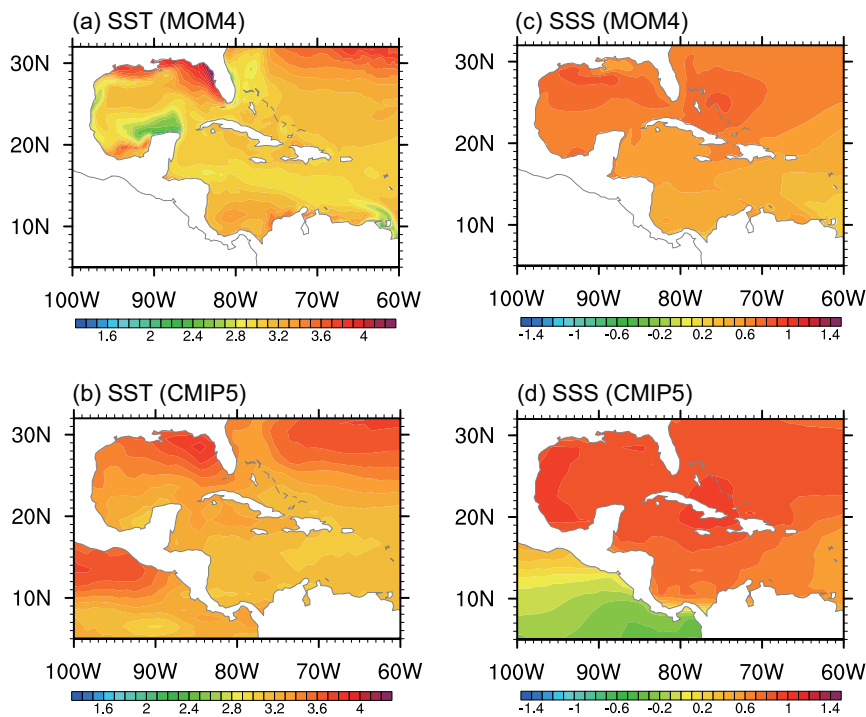 (a) SST (MOM4)
30N
20N
10N
100W 90W 80W 70W 60W
1.6 2 2.4 2.8 3.2 3.6 4
(c) SSS (MOM4)
30N
20N
10N
100W 90W 80W 70W 60W
-1.4 -1 -0.6 -0.2 0.2 0.6 1 1.4
(b) SST (CMIP5)
30N
20N
10N
100W 90W 80W 70W 60W
1.6 2 2.4 2.8 3.2 3.6 4
(d) SSS (CMIP5)
30N
20N
10N
100W 90W 80W 70W 60W
-1.4 -1 -0.6 -0.2 0.2 0.6 1 1.4